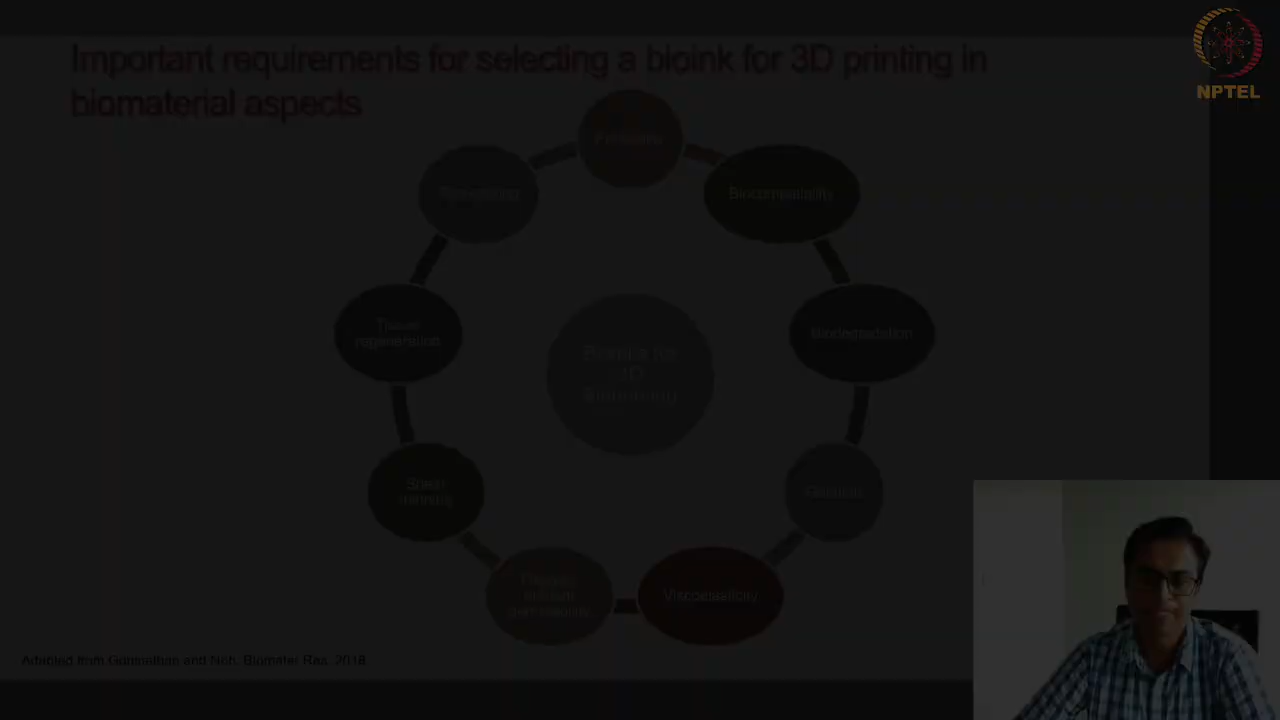 NPTEL
Important requirements for selecting a bioink for 3D printing in
biomaterial aspects
Biocompatibility
Biodegradation
Tissue
regeneration
Gelation
Shear
thinning
Viscoelasticity
Adapted from Gopinathan and Noh, Biomater Res, 2018